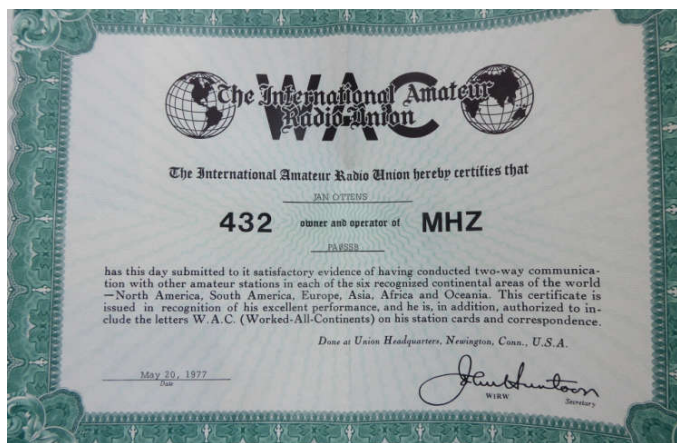 WAC
The International Amateur
Radio Union
The International Amateur Radio Union hereby certifies that
JAN OTTENS
432 owner and operator of MHZ
PAØSSB
has this day submitted to it satisfactory evidence of having conducted two-way communica-
tion with other amateur stations in each of the six recognized continental areas of the world
—North America, South America, Europe, Asia, Africa and Oceania. This certificate is
issued in recognition of his excellent performance, and he is, in addition, authorized to in-
clude the letters W.A.C. (Worked-All-Continents) on his station cards and correspondence.
Done at Union Headquarters, Newington, Conn., U.S.A.
May 20, 1977
Date
John Huntoon
W1RW
Secretary